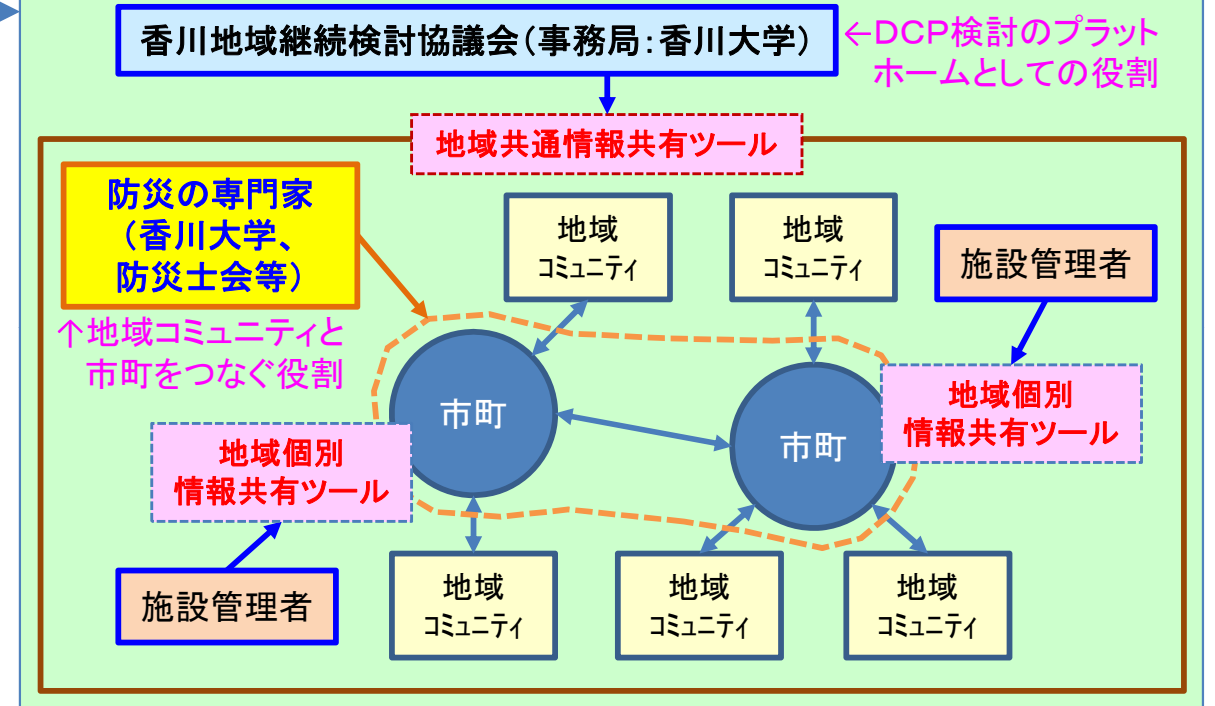 香川地域継続検討協議会（事務局：香川大学）
←DCP検討のプラット
ホームとしての役割
地域共通情報共有ツール
防災の専門家
（香川大学、
防災士会等）
↑地域コミュニティと
市町をつなぐ役割
地域
コミュニティ
地域
コミュニティ
施設管理者
市町
市町
地域個別
情報共有ツール
地域個別
情報共有ツール
施設管理者
地域
コミュニティ
地域
コミュニティ
地域
コミュニティ